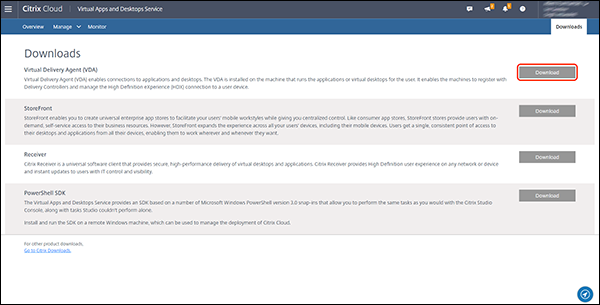 Citrix Cloud Virtual Apps and Desktops Service
Overview Manage Monitor Downloads
Downloads
Virtual Delivery Agent (VDA)
Virtual Delivery Agent (VDA) enables connections to applications and desktops. The VDA is installed on the machine that runs the applications or virtual desktops for the user. It enables the machines to register with
Delivery Controllers and manage the High Definition eXperience (HDX) connection to a user device.
Download
StoreFront
StoreFront enables you to create universal enterprise app stores to facilitate your users' mobile workstyles while giving you centralized control. Like consumer app stores, StoreFront stores provide users with on-
demand, self-service access to their business resources. However, StoreFront expands the experience across all your users' devices, including their mobile devices. Users get a single, consistent point of access to
their desktops and applications from all their devices, enabling them to work wherever and whenever they want.
Download
Receiver
Citrix Receiver is a universal software client that provides secure, high-performance delivery of virtual desktops and applications. Citrix Receiver provides High Definition user experience on any network or device
and instant updates to users with IT control and visibility.
Download
PowerShell SDK
The Virtual Apps and Desktops Service provides an SDK based on a number of Microsoft Windows PowerShell version 3.0 snap-ins that allow you to perform the same tasks as you would with the Citrix Studio
Console, along with tasks Studio couldn't perform alone.
Install and run the SDK on a remote Windows machine, which can be used to manage the deployment of Citrix Cloud.
Download
For other product downloads,
Go to Citrix Downloads.